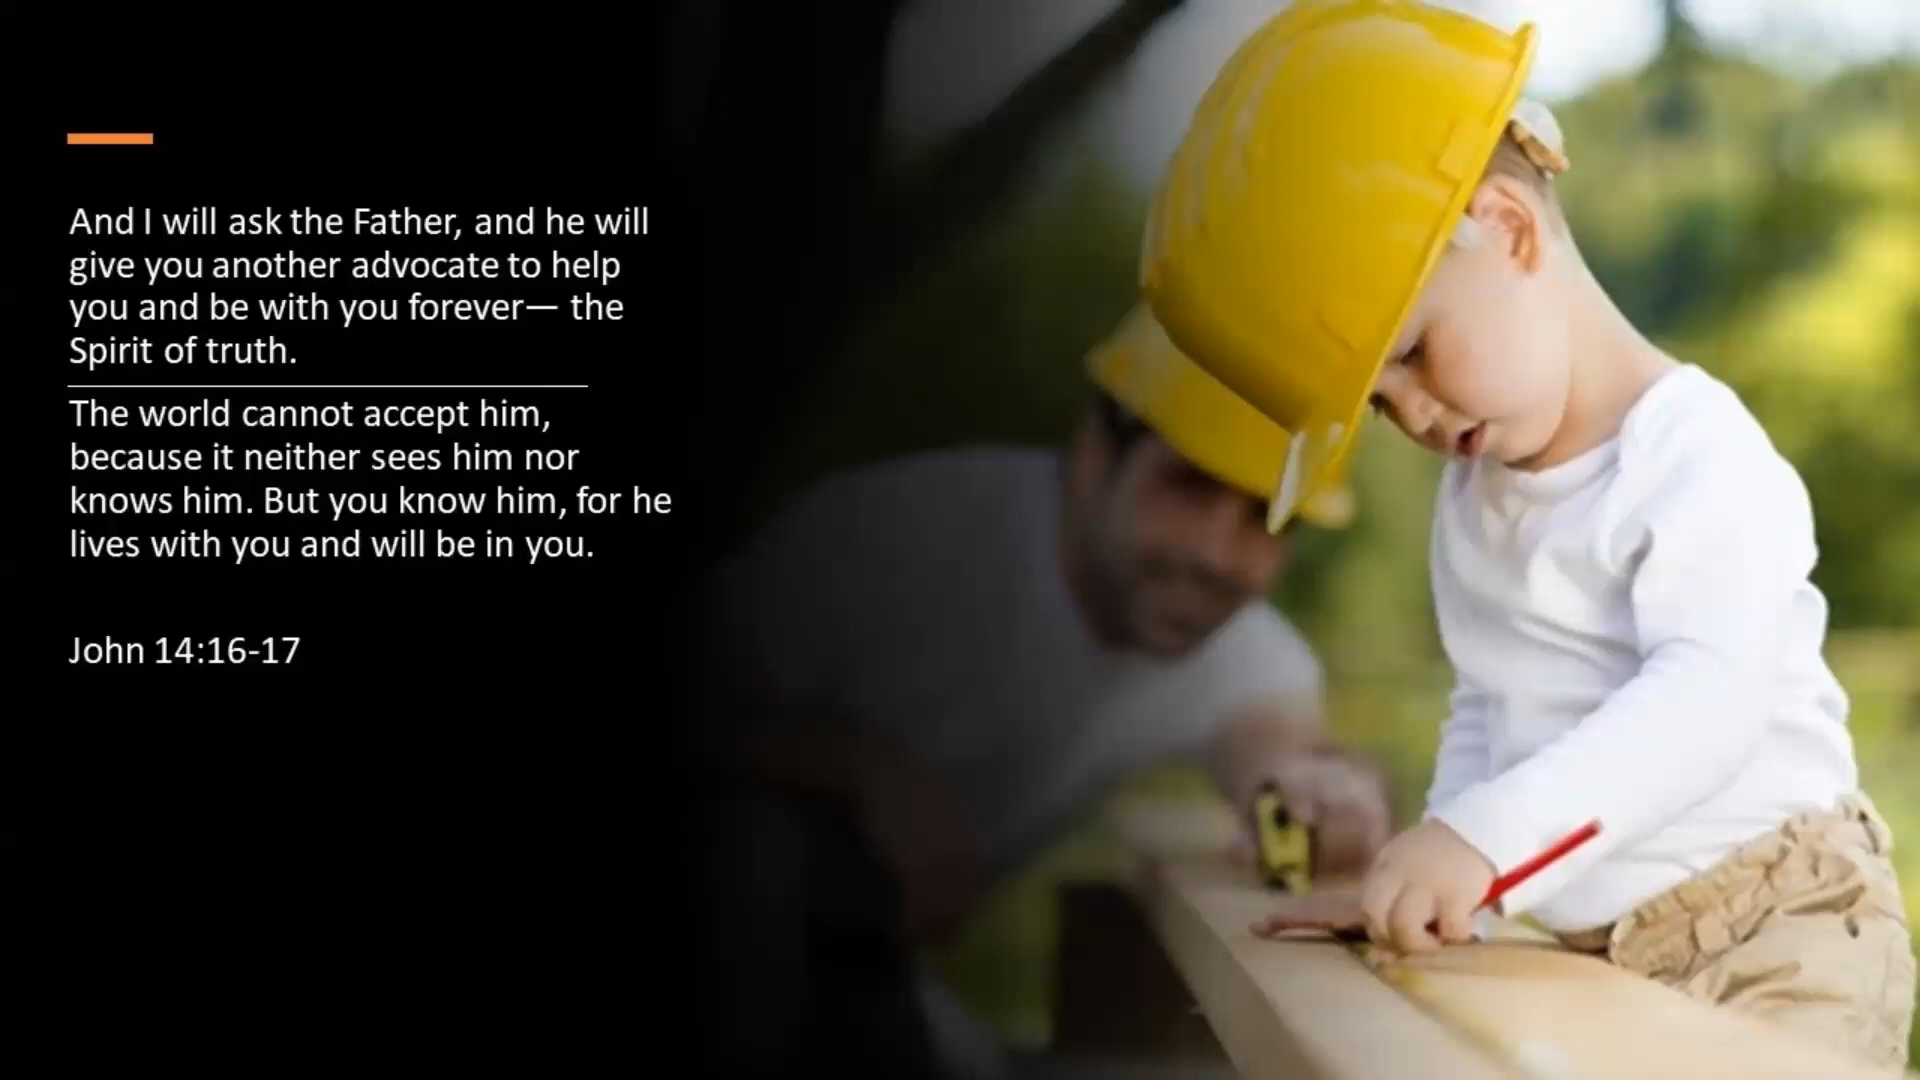 And I will ask the Father, and he will
give you another advocate to help
you and be with you forever— the
Spirit of truth.
The world cannot accept him,
because it neither sees him nor
knows him. But you know him, for he
lives with you and will be in you.
John 14:16-17